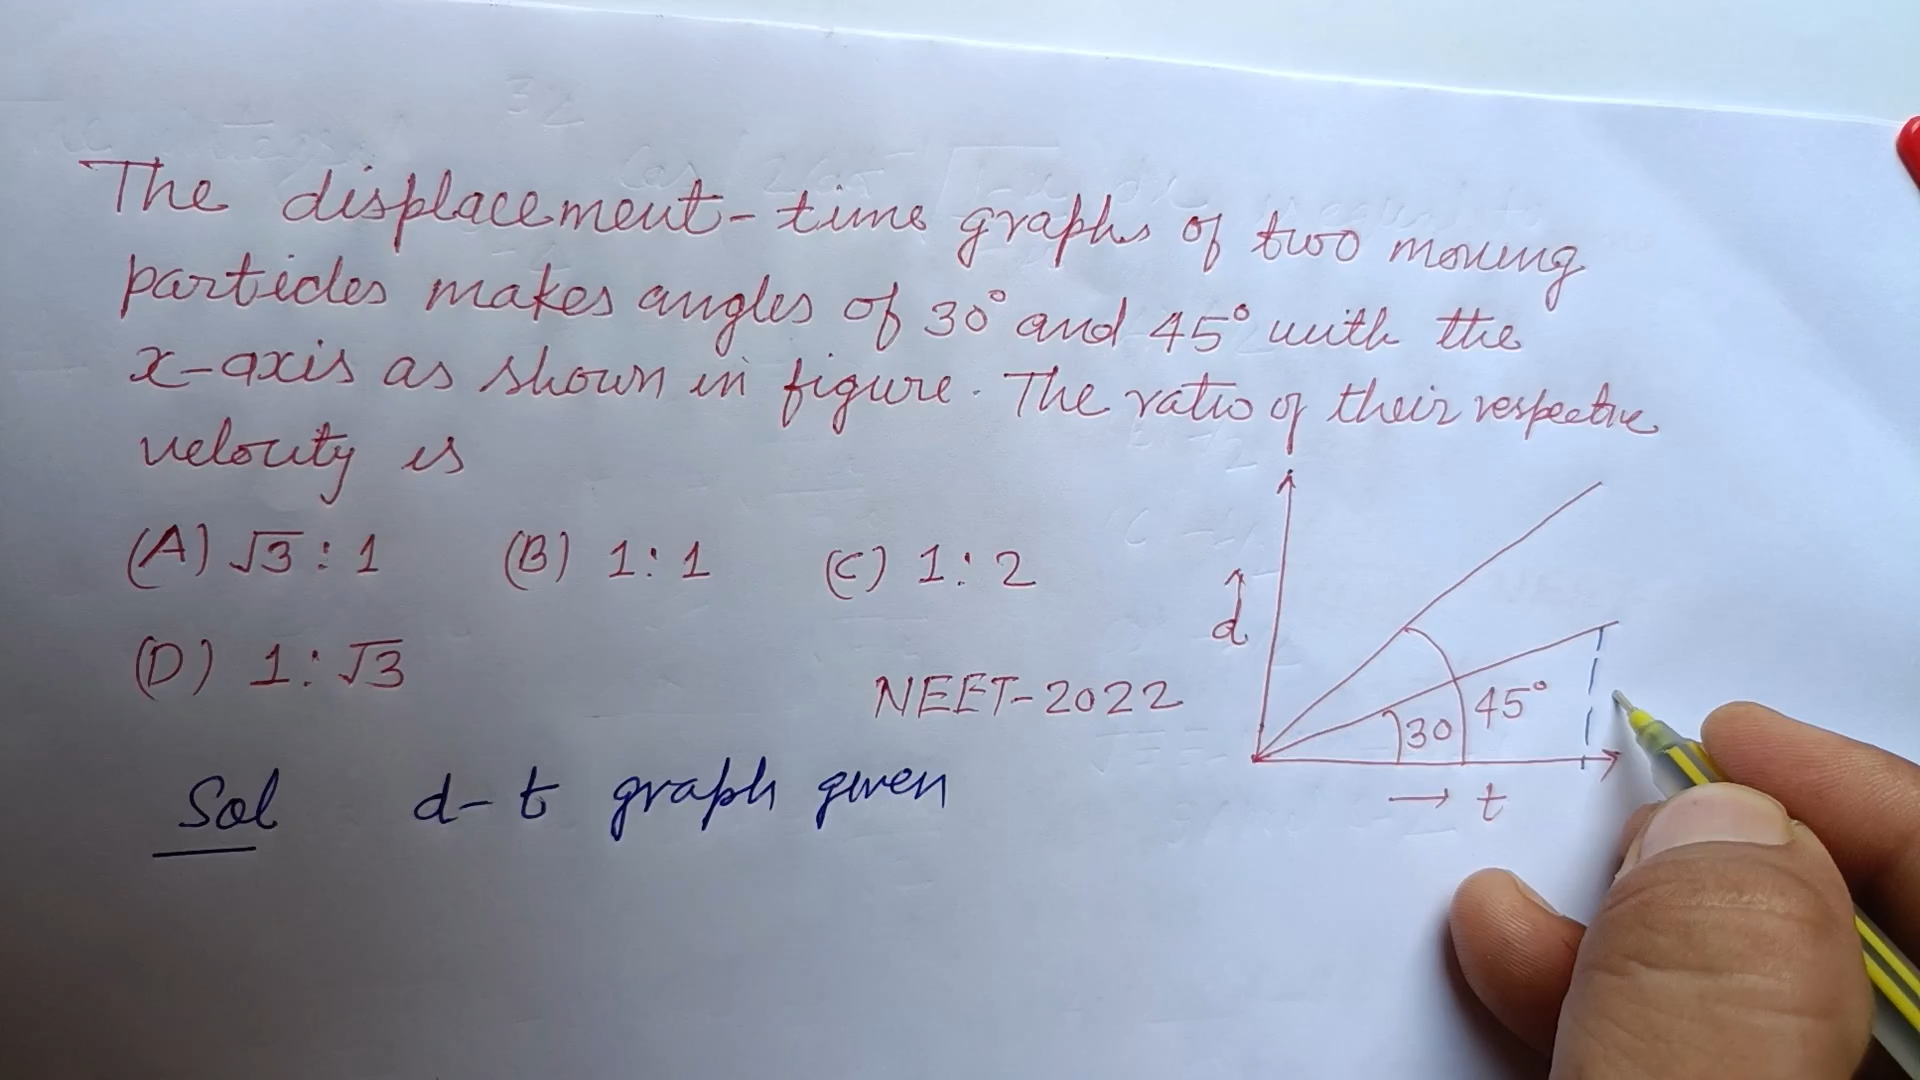 The displacement-time graphs of two moving
particles makes angles of 30° and 45° with the
x-axis as shown in figure. The ratio of their respective
velocity is
(A) √3 : 1 (B) 1 : 1 (C) 1 : 2
(D) 1 : √3
NEET-2022
d
30 45°
t
Sol d-t graph given